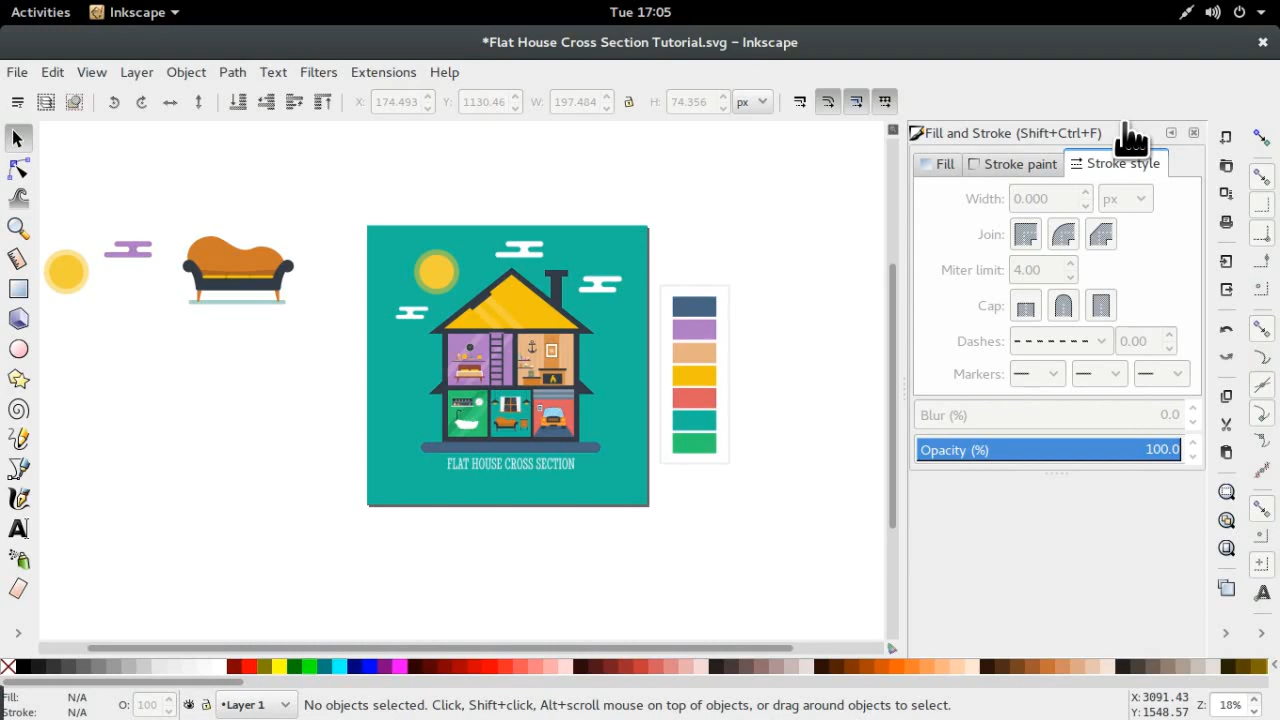 Activities Inkscape Tue 17:05
*Flat House Cross Section Tutorial.svg – Inkscape
File Edit View Layer Object Path Text Filters Extensions Help
X: 174.493 Y: 1130.46 W: 197.484 H: 74.356 px
Fill and Stroke (Shift+Ctrl+F)
Fill Stroke paint Stroke style
Width: 0.000 px
Join:
Miter limit: 4.00
Cap:
Dashes: 0.00
Markers:
Blur (%) 0.0
Opacity (%) 100.0
FLAT HOUSE CROSS SECTION
Fill: N/A
Stroke: N/A
O: 100
•Layer 1
No objects selected. Click, Shift+click, Alt+scroll mouse on top of objects, or drag around objects to select.
X:3091.43
Y:1548.57
Z: 18%